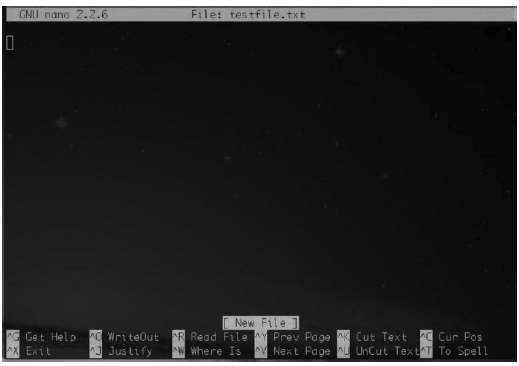 GNU nano 2.2.6 File: testfile.txt
[ New File ]
^G Get Help ^O WriteOut ^R Read File ^Y Prev Page ^K Cut Text ^C Cur Pos
^X Exit ^J Justify ^W Where Is ^V Next Page ^U UnCut Text ^T To Spell